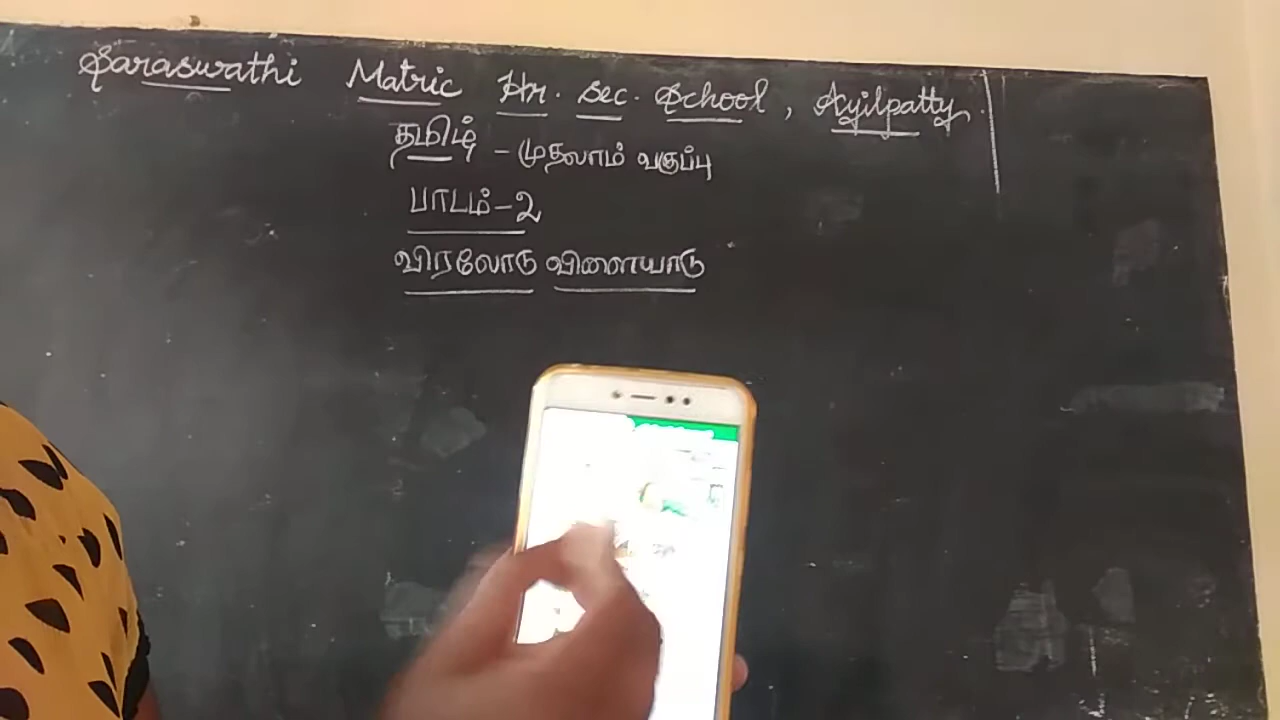 Saraswathi Matric Hr. Sec. School, Ayilpatty.
தமிழ் - முதலாம் வகுப்பு
பாடம்-2
விரலோடு விளையாடு